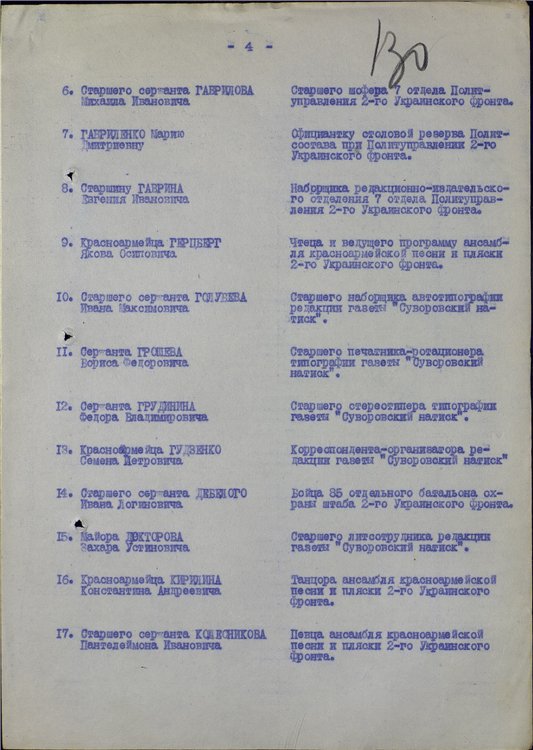 - 4 -
130
6. Старшего сержанта ГАВРИЛОВА
Михаила Ивановича
Старшего шофера 7 отдела Полит-
управления 2-го Украинского фронта.
7. ГАВРИЛЕНКО Марию
Дмитриевну
Официантку столовой резерва Полит-
состава при Политуправлении 2-го
Украинского фронта.
8. Старшину ГАВРИНА
Евгения Ивановича
Наборщика редакционно-издательско-
го отделения 7 отдела Политуправ-
ления 2-го Украинского фронта.
9. Красноармейца ГЕРЦБЕРГ
Якова Осиповича
Чтеца и ведущего программу ансамб-
ля красноармейской песни и пляски
2-го Украинского фронта.
10. Старшего сержанта ГОЛУБЕВА
Ивана Максимовича
Старшего наборщика автотипографии
редакции газеты "Суворовский на-
тиск".
11. Сержанта ГРОШЕВА
Бориса Федоровича
Старшего печатника-ротационера
типографии газеты "Суворовский
натиск".
12. Сержанта ГРУДИНИНА
Федора Владимировича
Старшего стереотипера типографии
газеты "Суворовский натиск".
13. Красноармейца ГУДЗЕНКО
Семена Петровича
Корреспондента-организатора ре-
дакции газеты "Суворовский натиск"
14. Старшего сержанта ДЕБЕЛОГО
Ивана Логиновича
Бойца 85 отдельного батальона ох-
раны штаба 2-го Украинского фронта.
15. Майора ДОКТОРОВА
Захара Устиновича
Старшего литсотрудника редакции
газеты "Суворовский натиск".
16. Красноармейца КИРИЛИНА
Константина Андреевича
Танцора ансамбля красноармейской
песни и пляски 2-го Украинского
фронта.
17. Старшего сержанта КОЛЕСНИКОВА
Пантелеймона Ивановича
Певца ансамбля красноармейской
песни и пляски 2-го Украинского
фронта.